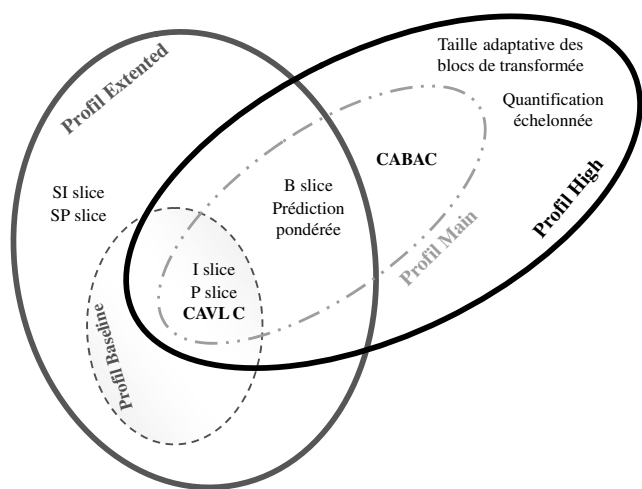 Profil Extented
Taille adaptative des
blocs de transformée
Quantification
échelonnée
CABAC
B slice
Prédiction
pondérée
SI slice
SP slice
Profil High
Profil Main
I slice
P slice
CAVL C
Profil Baseline